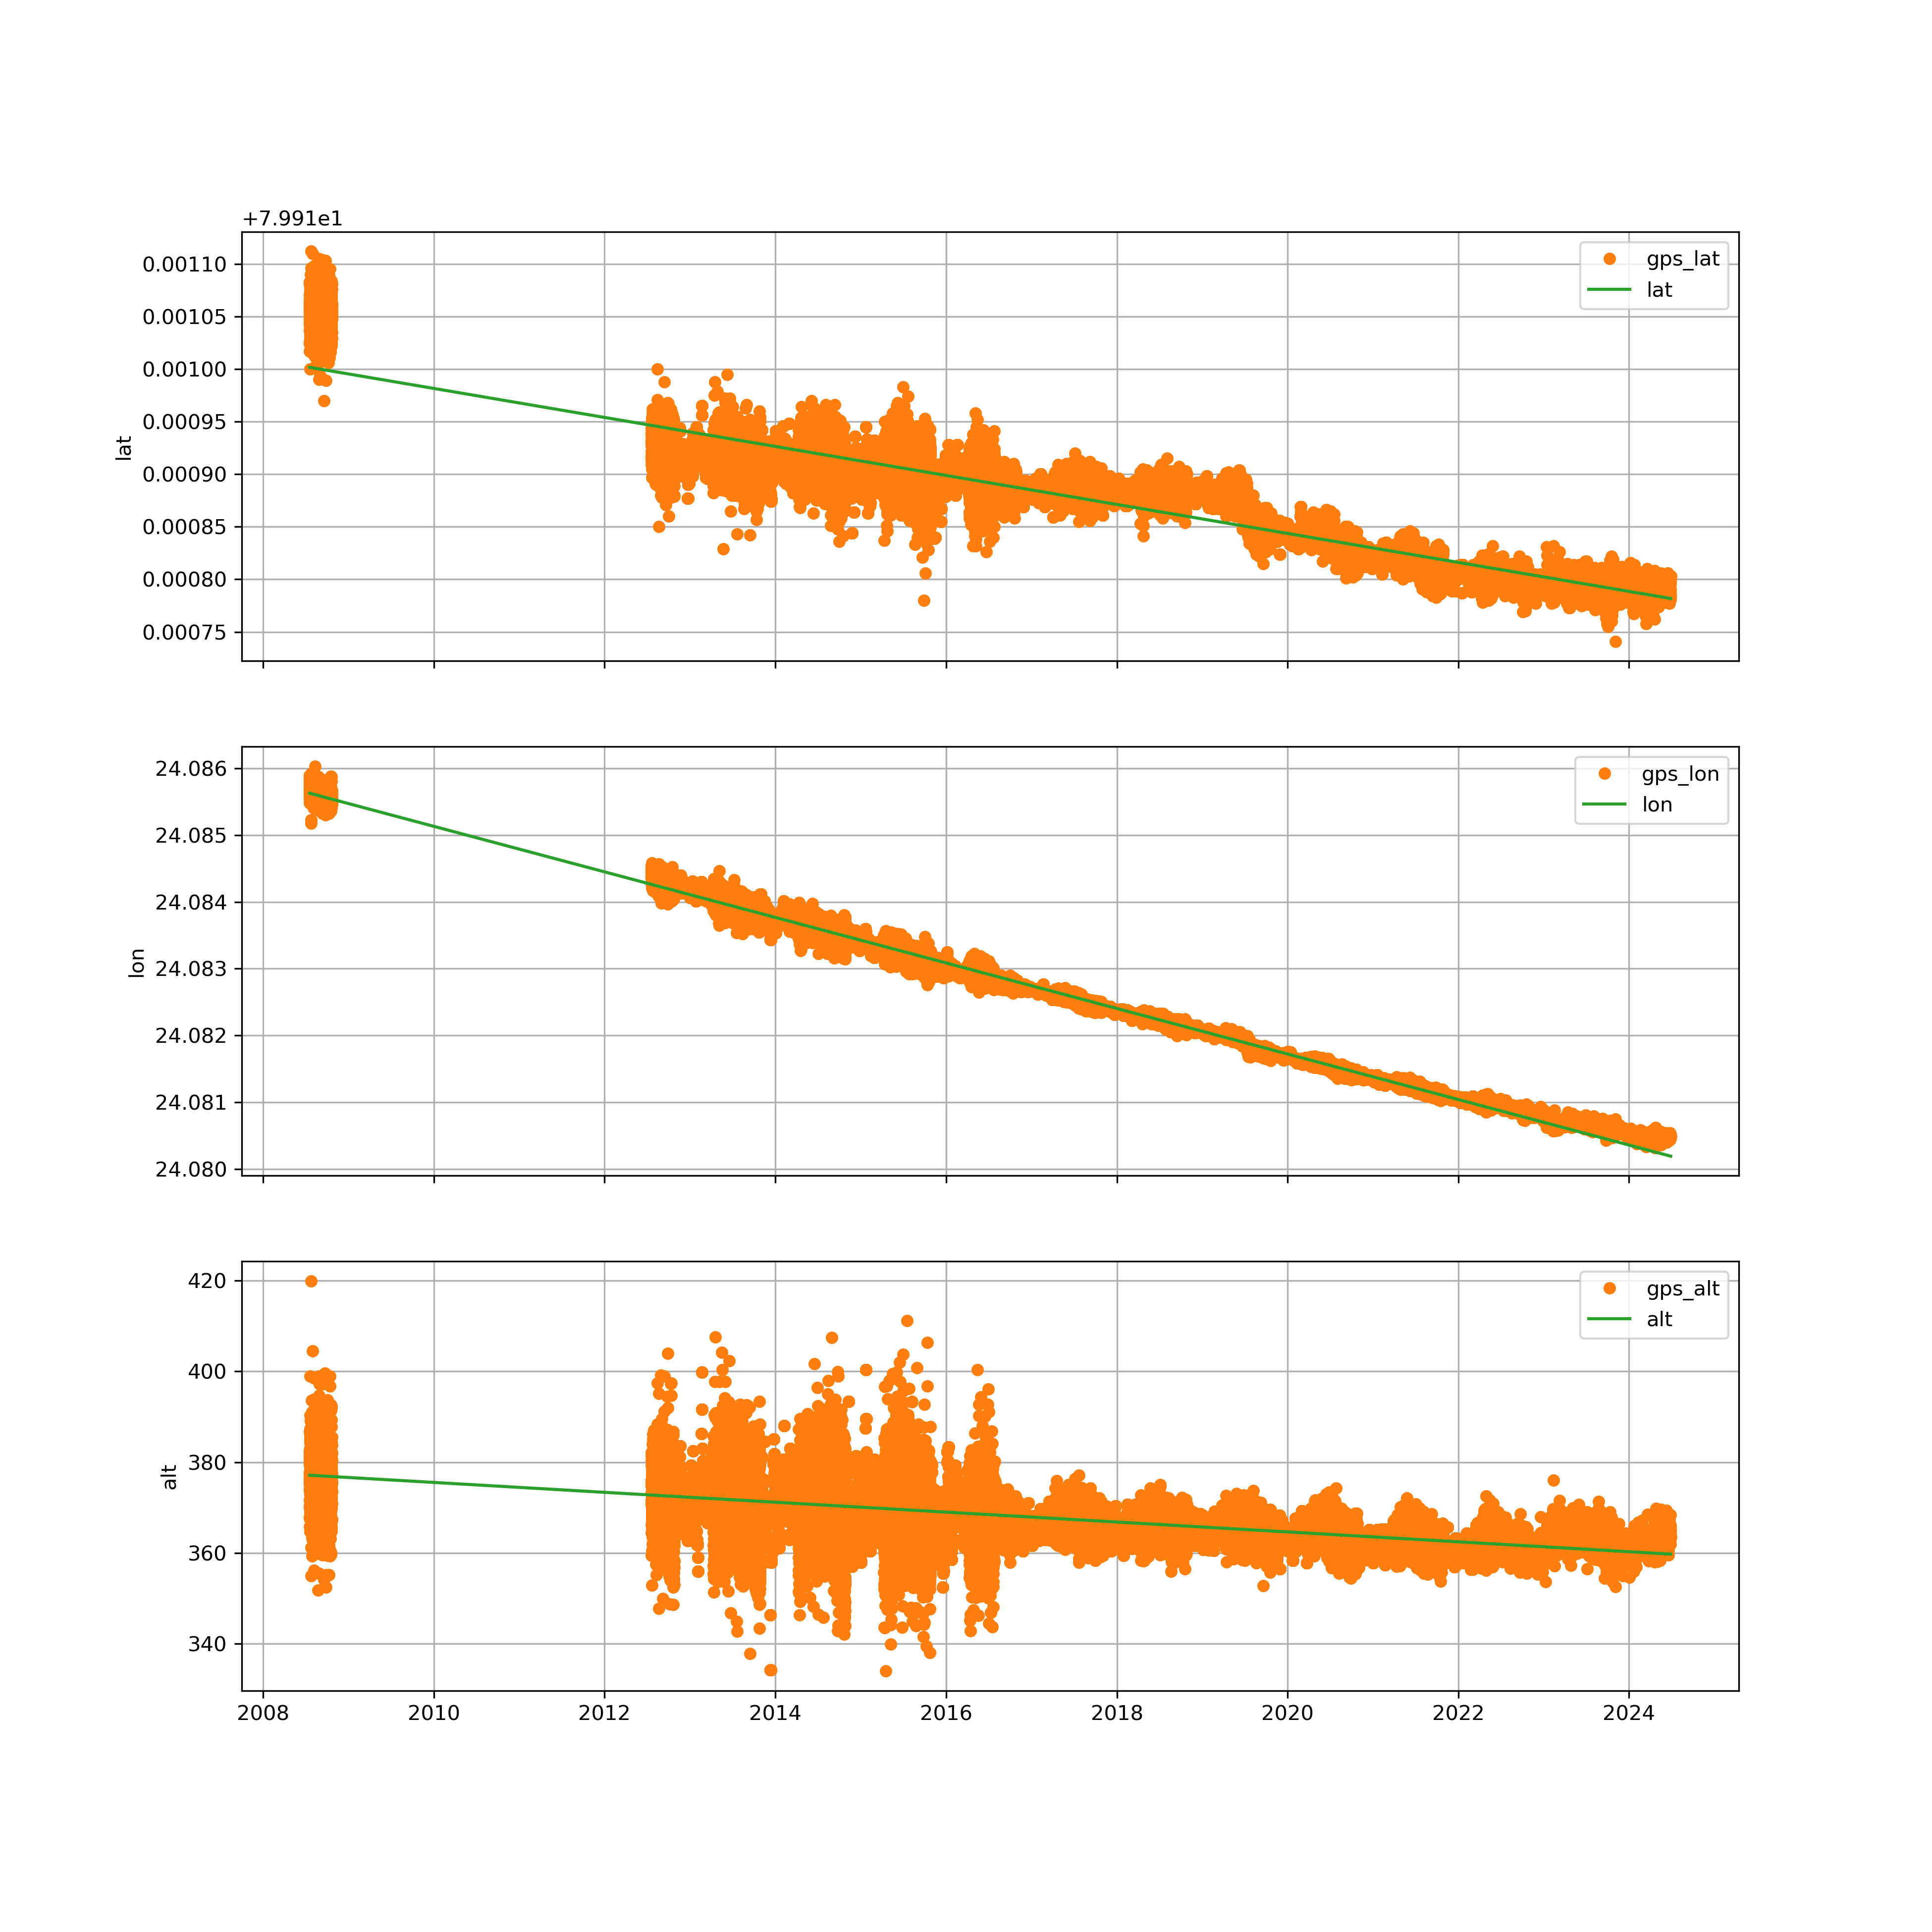 +7.991e1
0.00110
0.00105
0.00100
0.00095
0.00090
0.00085
0.00080
0.00075
lat
gps_lat
lat
24.086
24.085
24.084
24.083
24.082
24.081
24.080
lon
gps_lon
lon
420
400
380
360
340
alt
gps_alt
alt
2008 2010 2012 2014 2016 2018 2020 2022 2024